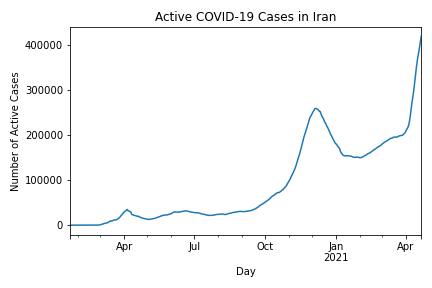 Active COVID-19 Cases in Iran
Number of Active Cases
400000
300000
200000
100000
0
Apr Jul Oct Jan Apr
2021
Day